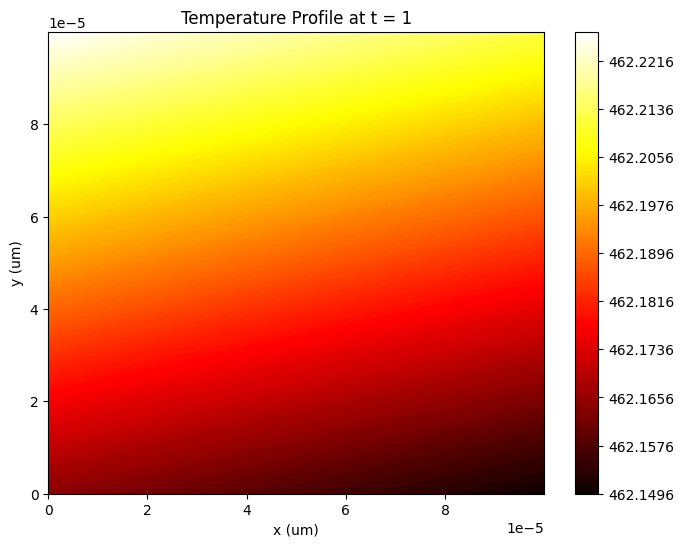 Temperature Profile at t = 1
1e−5
8
6
4
2
0
y (um)
0 2 4 6 8
1e−5
x (um)
462.2216
462.2136
462.2056
462.1976
462.1896
462.1816
462.1736
462.1656
462.1576
462.1496